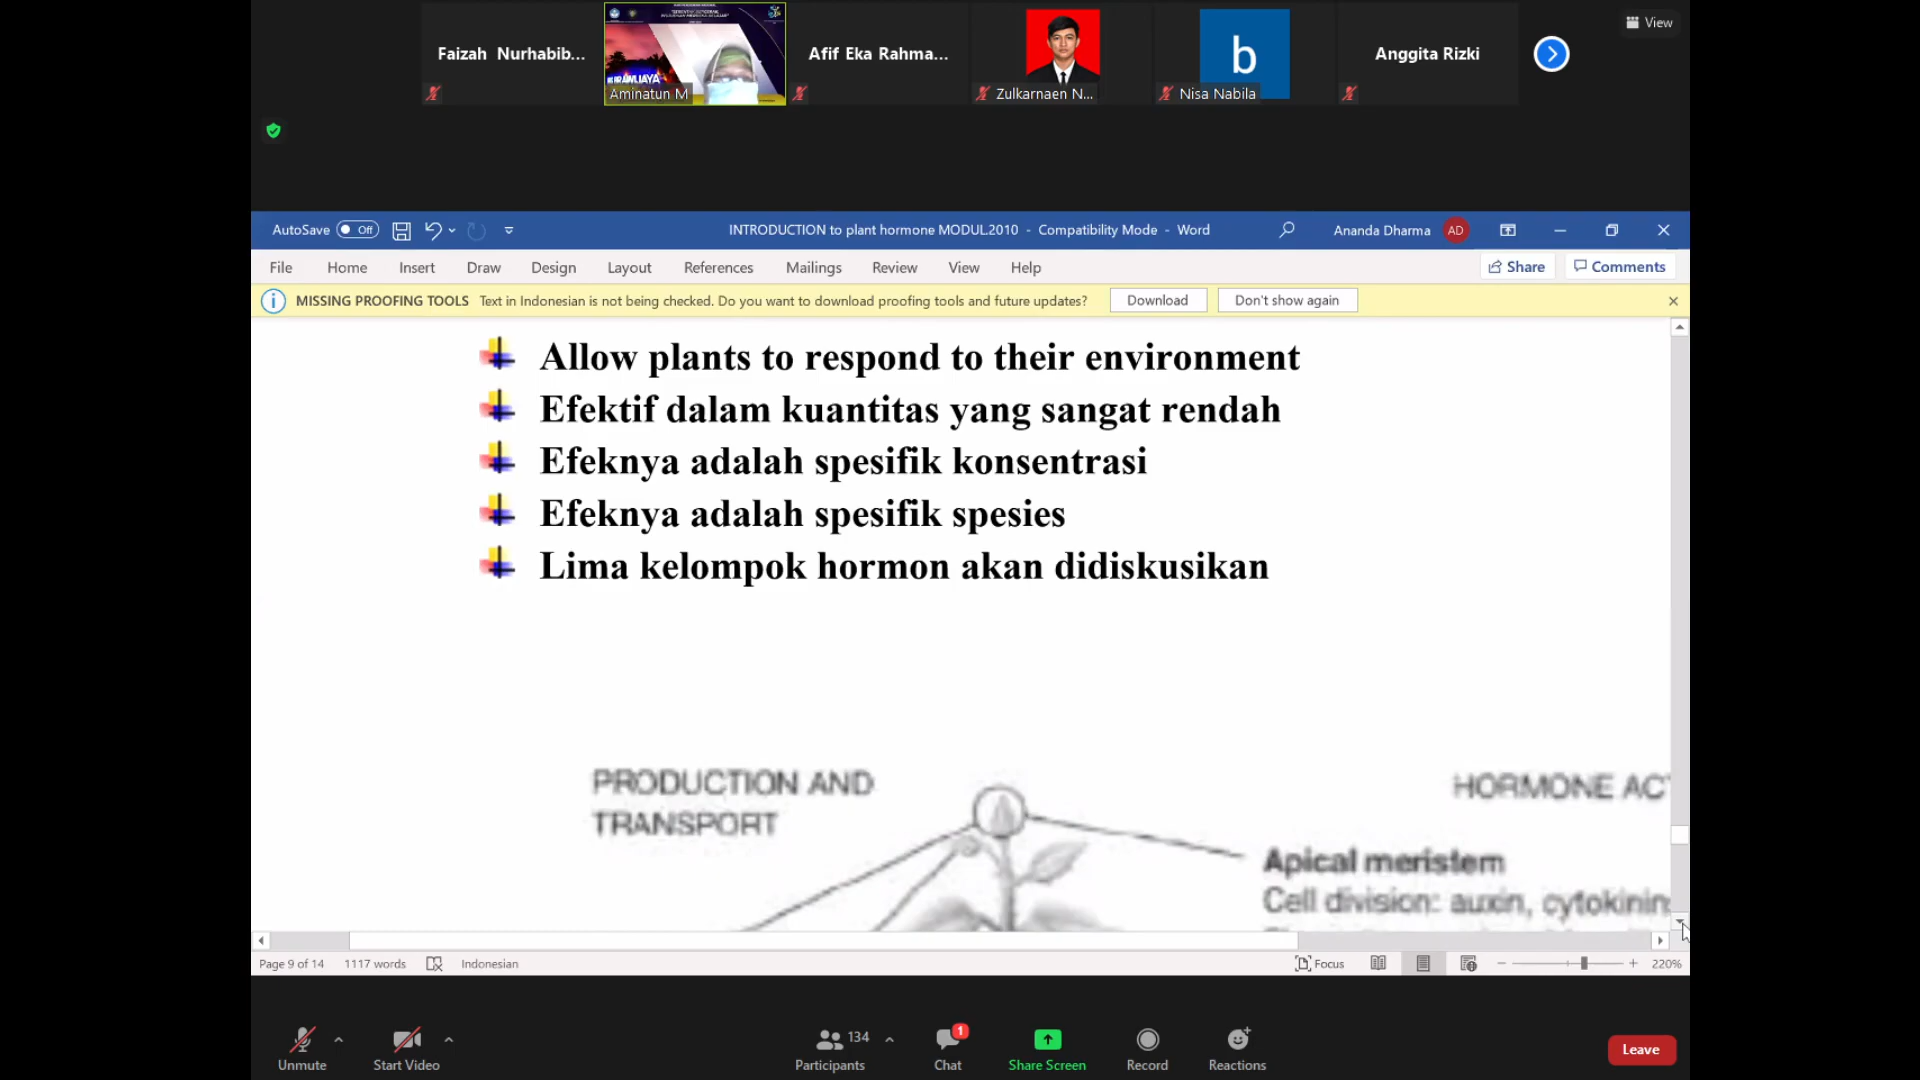 Faizah Nurhabib...
Aminatun M
Afif Eka Rahma...
Zulkarnaen N...
b
Nisa Nabila
Anggita Rizki
View
AutoSave Off
INTRODUCTION to plant hormone MODUL.2010 - Compatibility Mode - Word
Ananda Dharma AD
File Home Insert Draw Design Layout References Mailings Review View Help
Share Comments
MISSING PROOFING TOOLS Text in Indonesian is not being checked. Do you want to download proofing tools and future updates? Download Don't show again
Allow plants to respond to their environment
Efektif dalam kuantitas yang sangat rendah
Efeknya adalah spesifik konsentrasi
Efeknya adalah spesifik spesies
Lima kelompok hormon akan didiskusikan
PRODUCTION AND
TRANSPORT
HORMONE AC
Apical meristem
Cell division: auxin, cytokinin
Page 9 of 14 1117 words Indonesian Focus 220%
Unmute Start Video 134 Participants 1 Chat Share Screen Record Reactions Leave